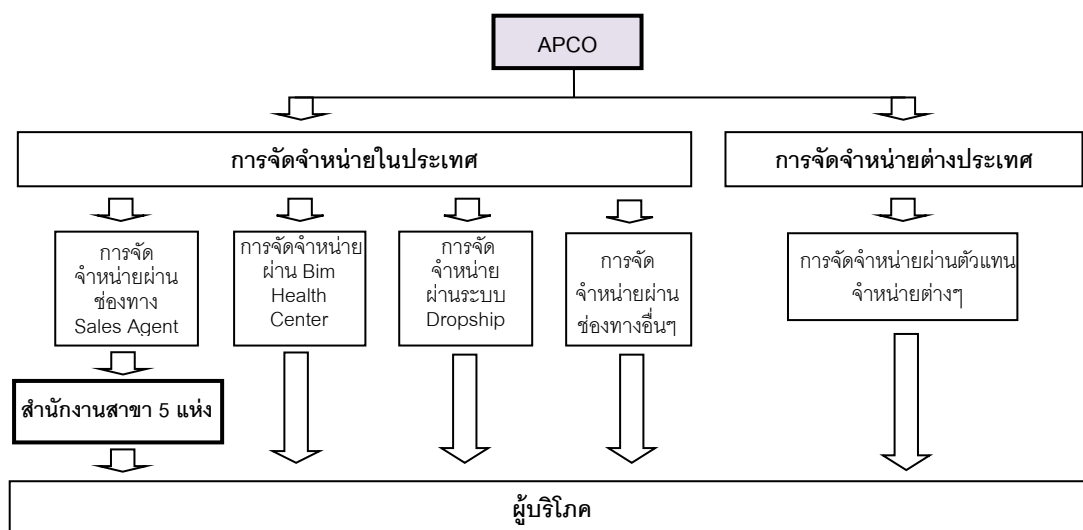 APCO
การจัดจำหน่ายในประเทศ
การจัดจำหน่ายต่างประเทศ
การจัด
จำหน่ายผ่าน
ช่องทาง
Sales Agent
การจัดจำหน่าย
ผ่าน Bim
Health
Center
การจัด
จำหน่าย
ผ่านระบบ
Dropship
การจัด
จำหน่ายผ่าน
ช่องทางอื่นๆ
การจัดจำหน่ายผ่านตัวแทน
จำหน่ายต่างๆ
สำนักงานสาขา 5 แห่ง
ผู้บริโภค